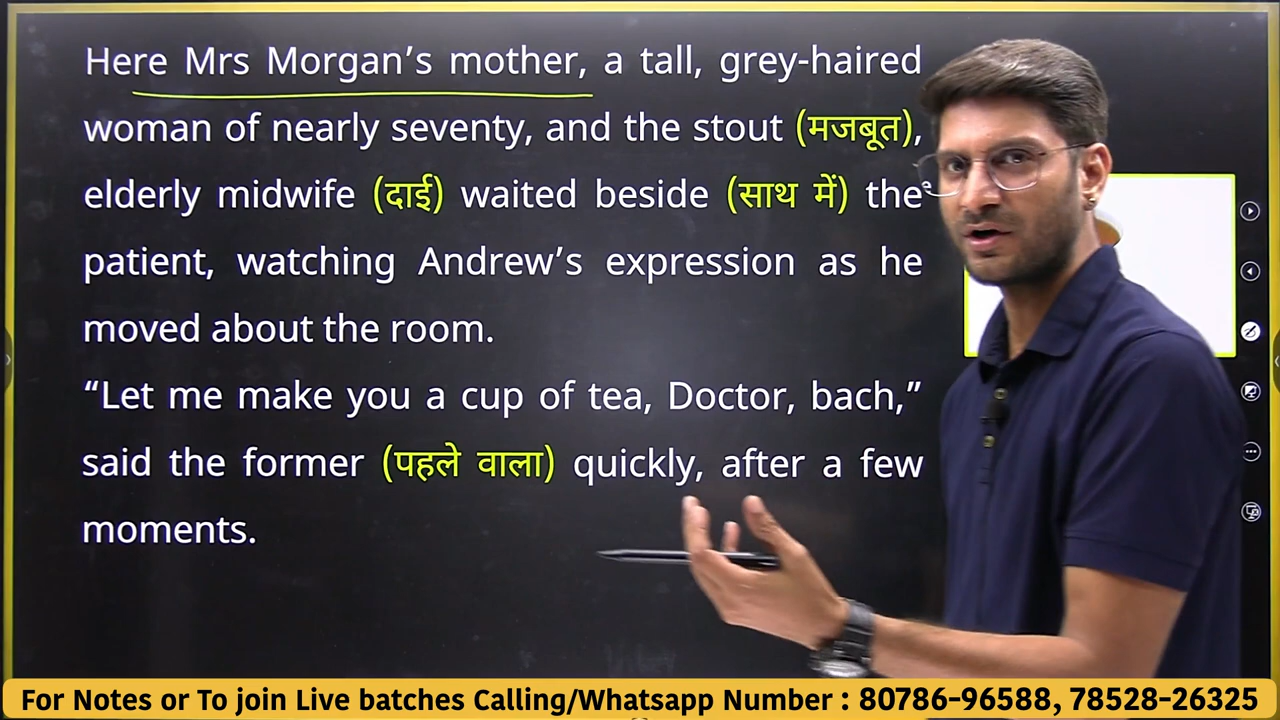 Here Mrs Morgan’s mother, a tall, grey-haired
woman of nearly seventy, and the stout (मजबूत),
elderly midwife (दाई) waited beside (साथ में) the
patient, watching Andrew’s expression as he
moved about the room.
“Let me make you a cup of tea, Doctor, bach,”
said the former (पहले वाला) quickly, after a few
moments.
For Notes or To join Live batches Calling/Whatsapp Number : 80786-96588, 78528-26325